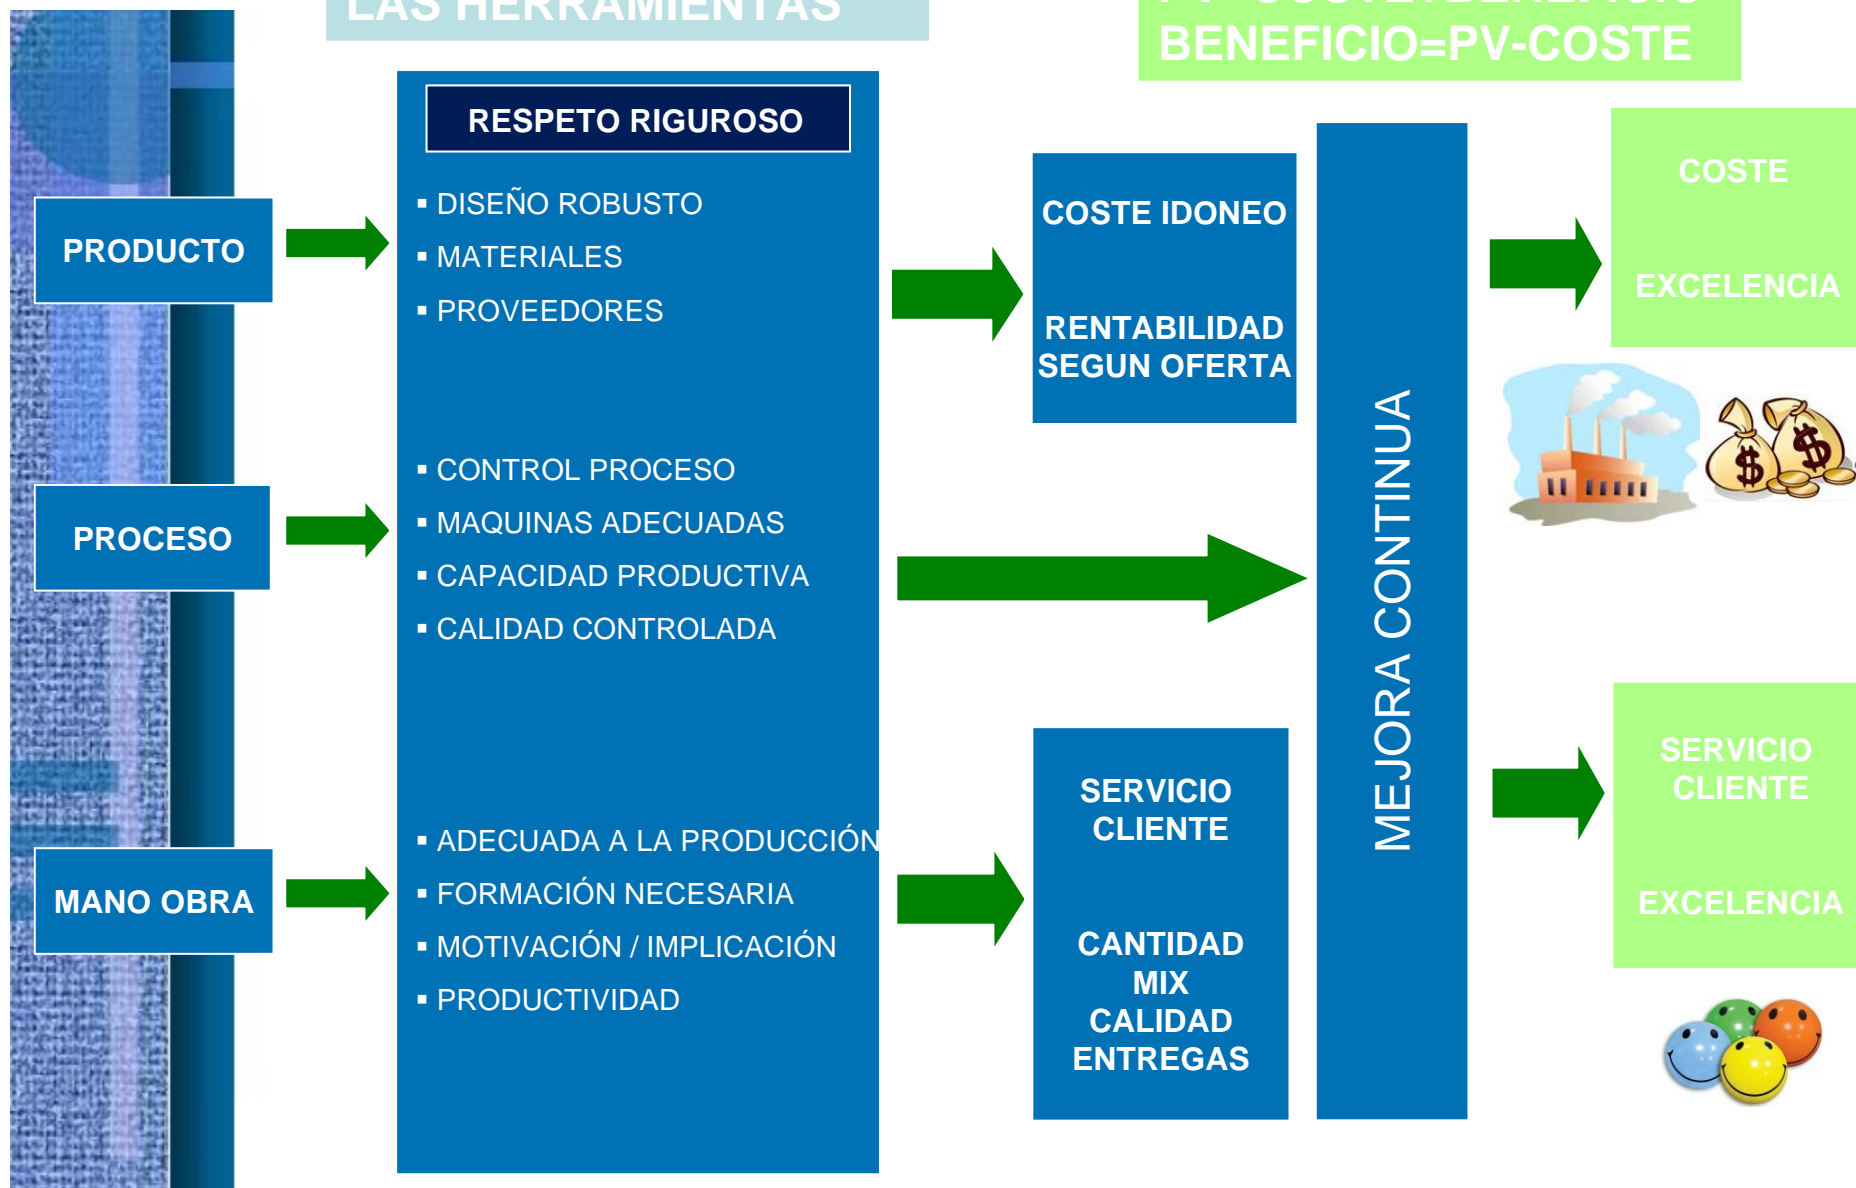 LAS HERRAMIENTAS
BENEFICIO=PV-COSTE
RESPETO RIGUROSO
PRODUCTO
▪ DISEÑO ROBUSTO
▪ MATERIALES
▪ PROVEEDORES
PROCESO
▪ CONTROL PROCESO
▪ MAQUINAS ADECUADAS
▪ CAPACIDAD PRODUCTIVA
▪ CALIDAD CONTROLADA
MANO OBRA
▪ ADECUADA A LA PRODUCCIÓN
▪ FORMACIÓN NECESARIA
▪ MOTIVACIÓN / IMPLICACIÓN
▪ PRODUCTIVIDAD
COSTE IDONEO
RENTABILIDAD
SEGUN OFERTA
SERVICIO
CLIENTE
CANTIDAD
MIX
CALIDAD
ENTREGAS
MEJORA CONTINUA
COSTE
EXCELENCIA
$ $
SERVICIO
CLIENTE
EXCELENCIA